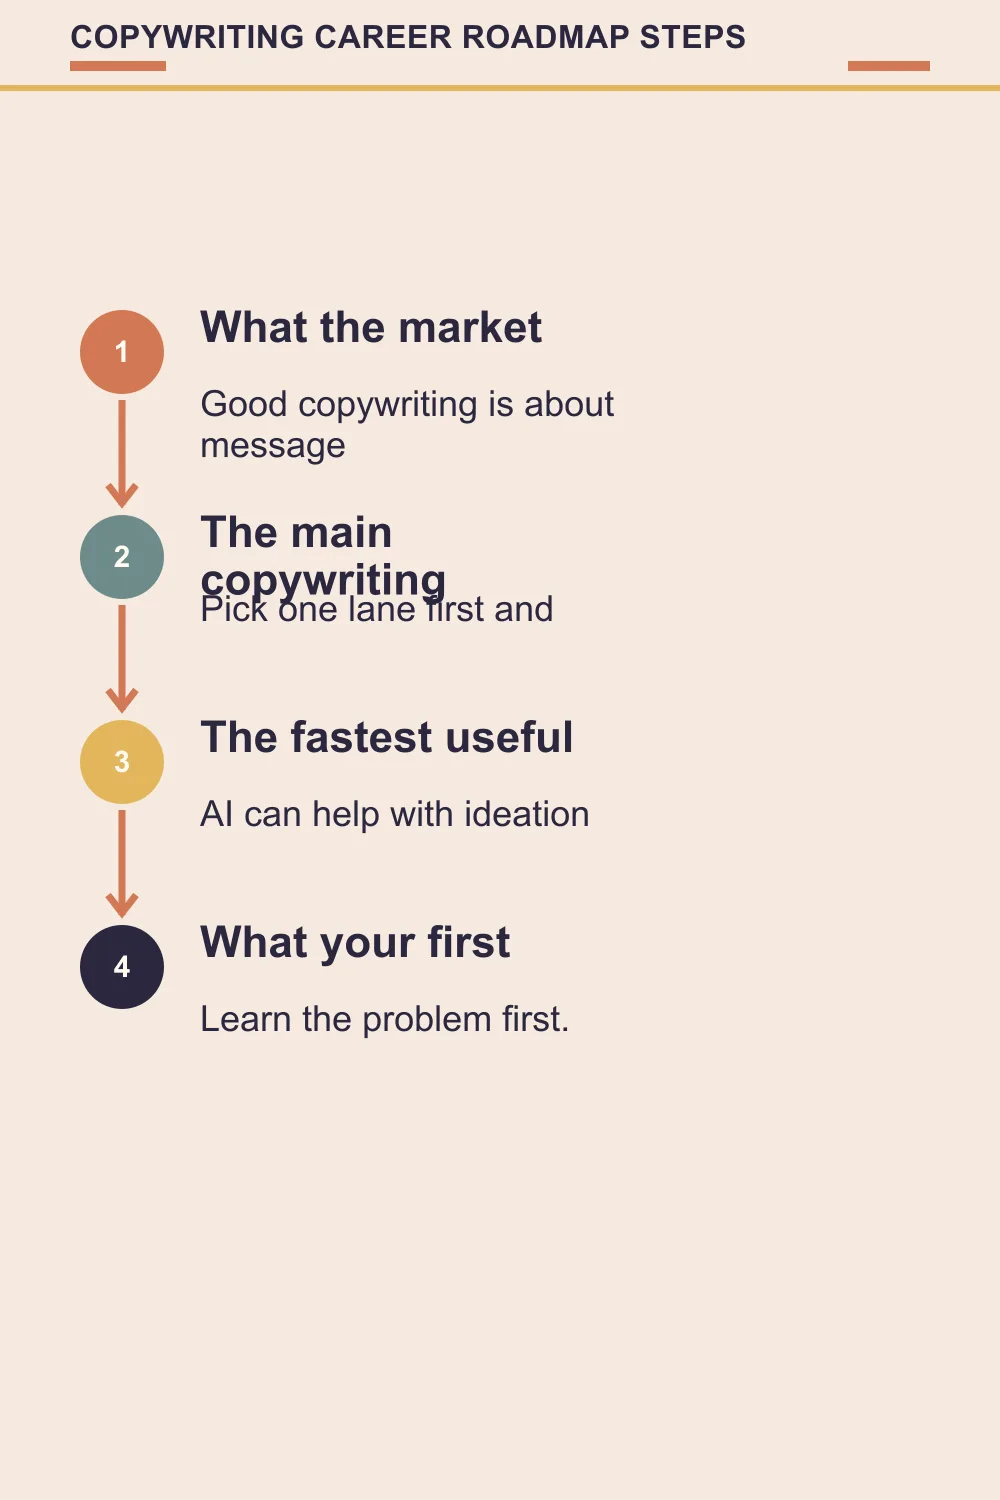 COPYWRITING CAREER ROADMAP STEPS
1
What the market
Good copywriting is about
message
2
The main
copywriting
Pick one lane first and
3
The fastest useful
AI can help with ideation
4
What your first
Learn the problem first.